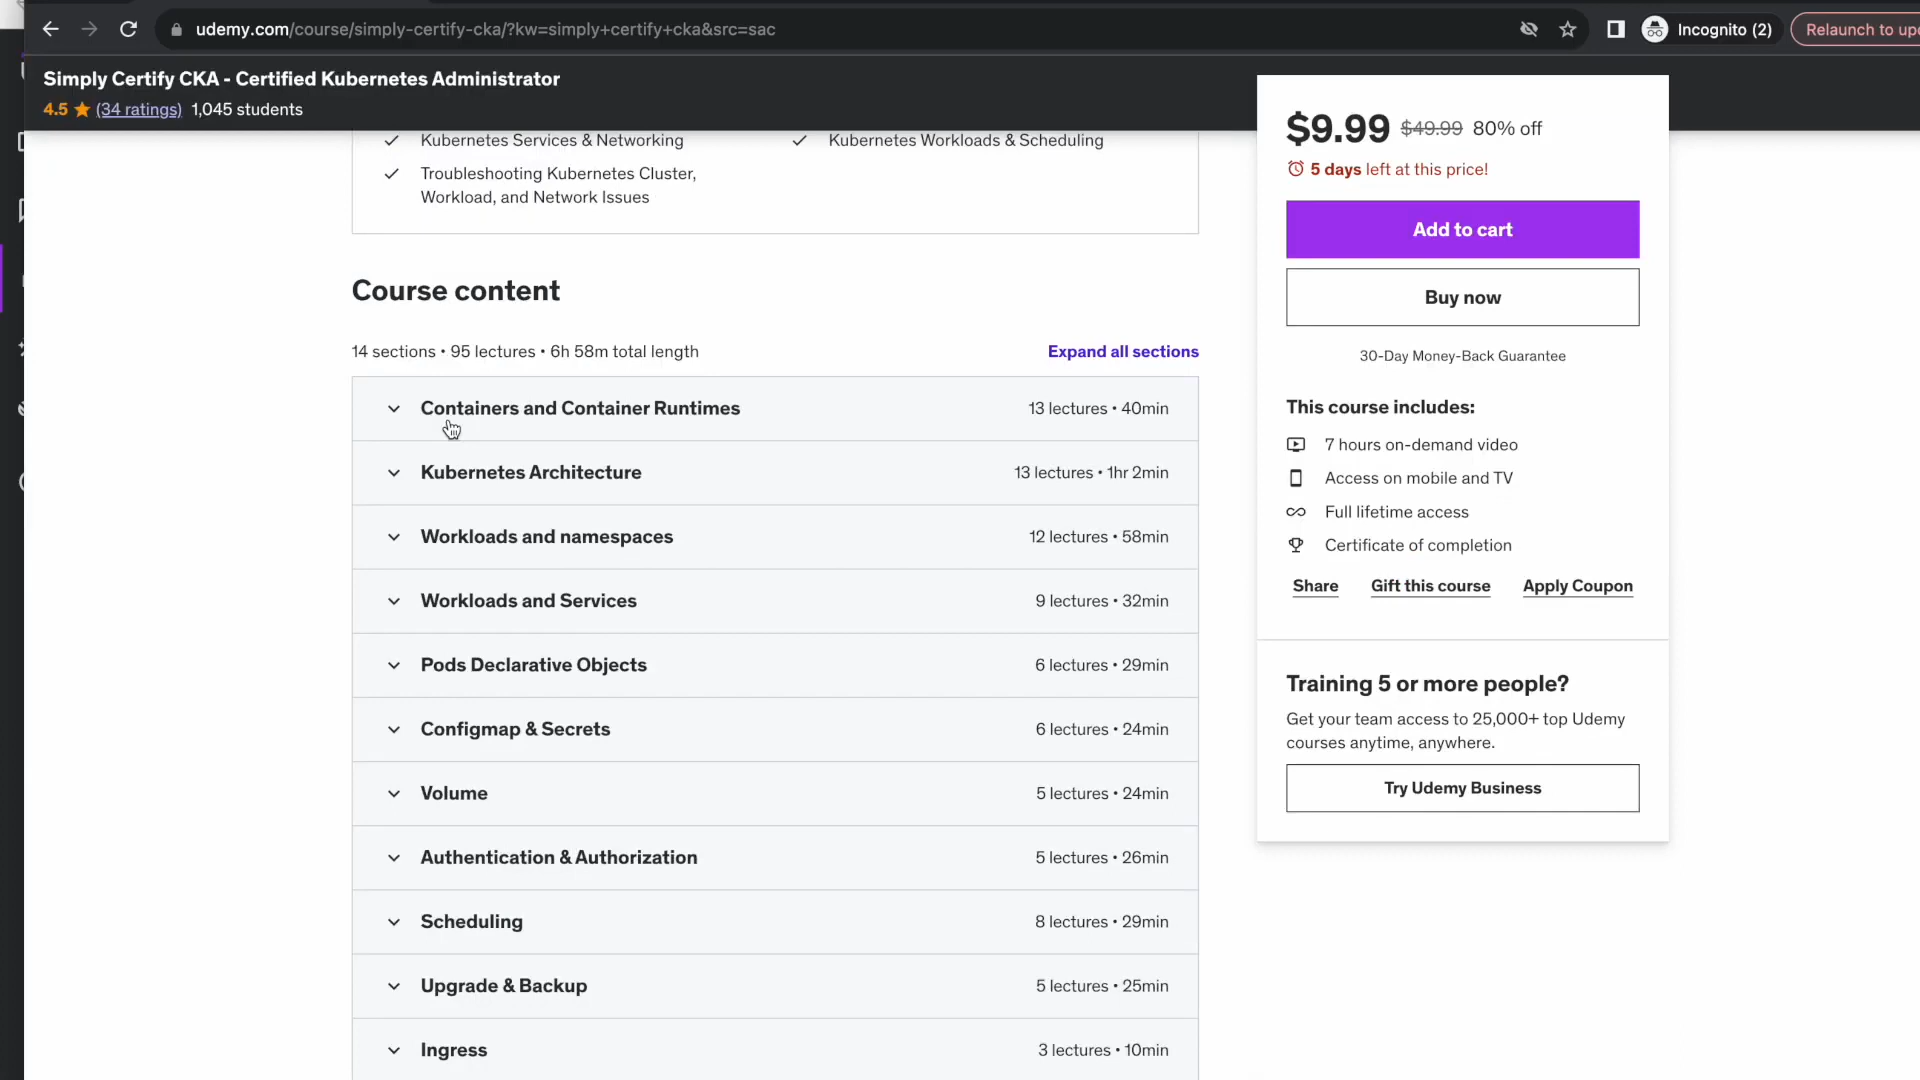 udemy.com/course/simply-certify-cka/?kw=simply+certify+cka&src=sac
Incognito (2)
Relaunch to
Simply Certify CKA - Certified Kubernetes Administrator
4.5 ★ (34 ratings) 1,045 students
Kubernetes Services & Networking
Kubernetes Workloads & Scheduling
Troubleshooting Kubernetes Cluster,
Workload, and Network Issues
Course content
14 sections • 95 lectures • 6h 58m total length
Expand all sections
Containers and Container Runtimes
13 lectures • 40min
Kubernetes Architecture
13 lectures • 1hr 2min
Workloads and namespaces
12 lectures • 58min
Workloads and Services
9 lectures • 32min
Pods Declarative Objects
6 lectures • 29min
Configmap & Secrets
6 lectures • 24min
Volume
5 lectures • 24min
Authentication & Authorization
5 lectures • 26min
Scheduling
8 lectures • 29min
Upgrade & Backup
5 lectures • 25min
Ingress
3 lectures • 10min
$9.99 $49.99 80% off
5 days left at this price!
Add to cart
Buy now
30-Day Money-Back Guarantee
This course includes:
7 hours on-demand video
Access on mobile and TV
Full lifetime access
Certificate of completion
Share
Gift this course
Apply Coupon
Training 5 or more people?
Get your team access to 25,000+ top Udemy
courses anytime, anywhere.
Try Udemy Business